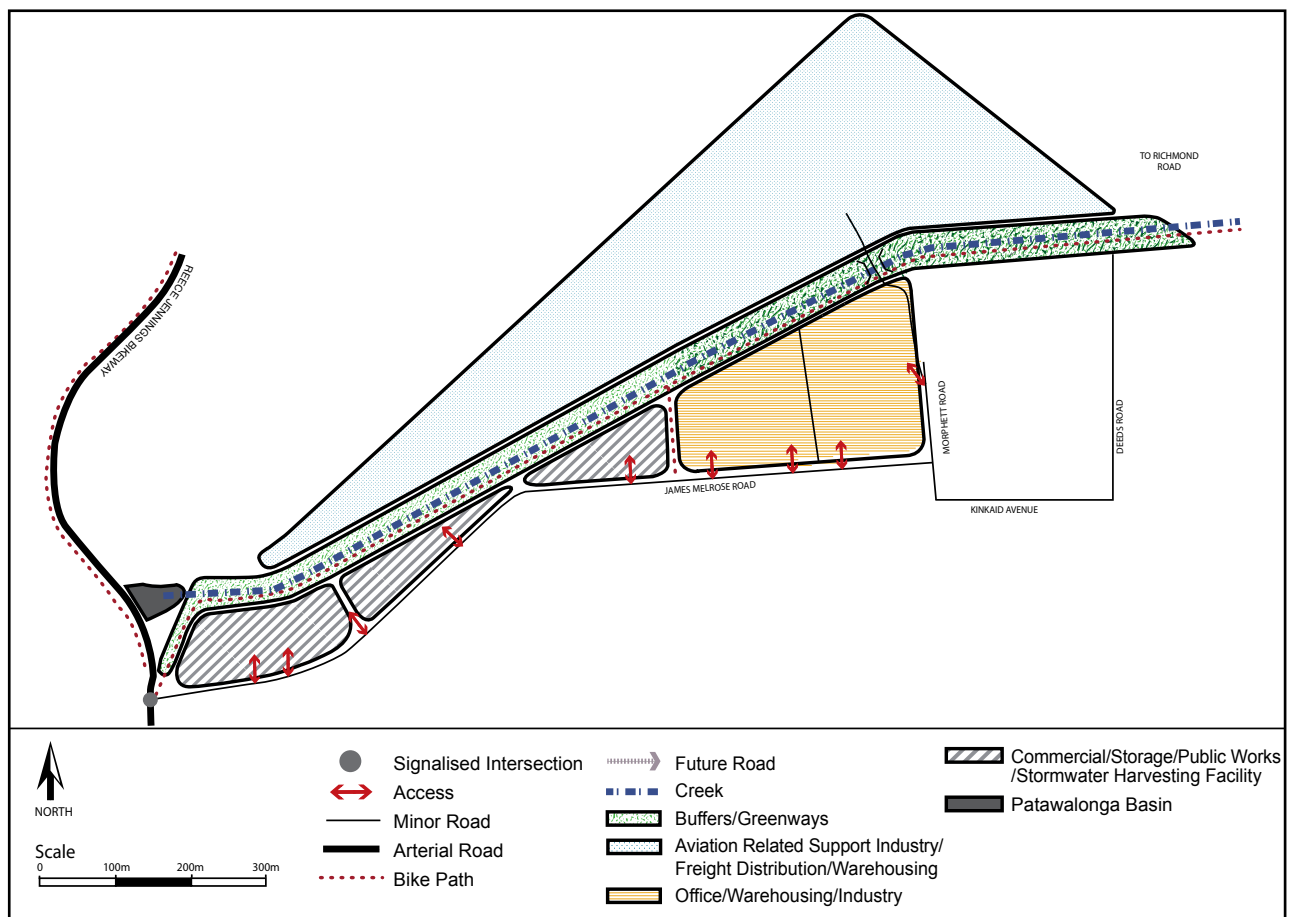 TO RICHMOND
ROAD
REECE JENNINGS BIKEWAY
MORPHETT ROAD
DEEDS ROAD
JAMES MELROSE ROAD
KINKAID AVENUE
NORTH
Scale
0 100m 200m 300m
Signalised Intersection
Access
Minor Road
Arterial Road
Bike Path
Future Road
Creek
Buffers/Greenways
Aviation Related Support Industry/
Freight Distribution/Warehousing
Office/Warehousing/Industry
Commercial/Storage/Public Works
/Stormwater Harvesting Facility
Patawalonga Basin